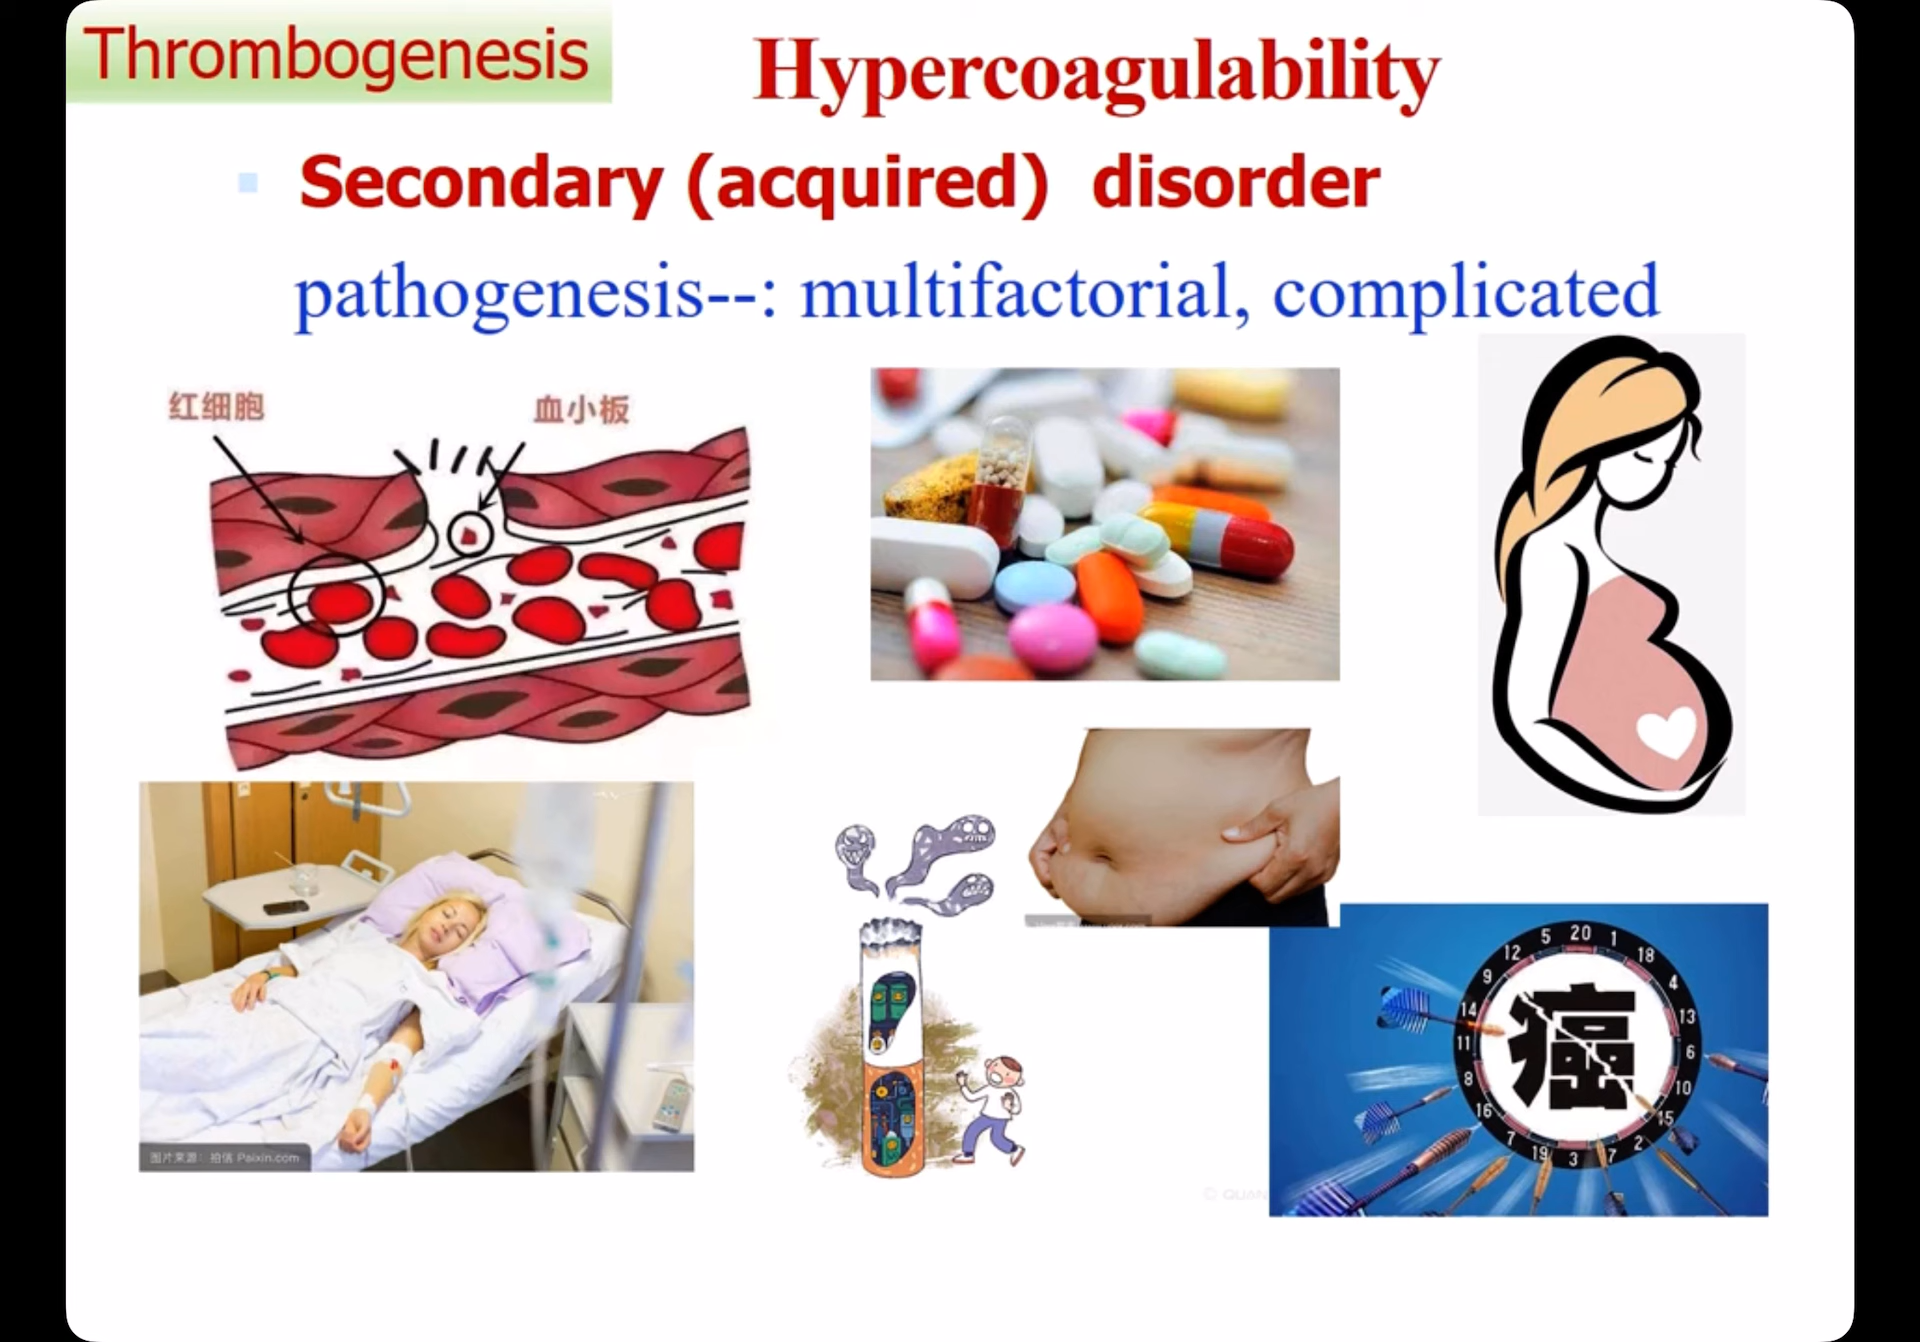 Thrombogenesis
Hypercoagulability
Secondary (acquired) disorder
pathogenesis--: multifactorial, complicated
红细胞
血小板
图片来源: 拍信 Paixin.com
癌
5 20 1
12 18
9 4
14 13
11 6
8 10
16 15
7 2
19 3 17
© QUAN